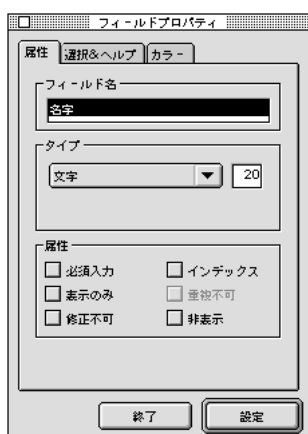 フィールドプロパティ
属性 選択&ヘルプ カラー
フィールド名
名字
タイプ
文字 20
属性
必須入力 インデックス
表示のみ 重複不可
修正不可 非表示
終了 設定